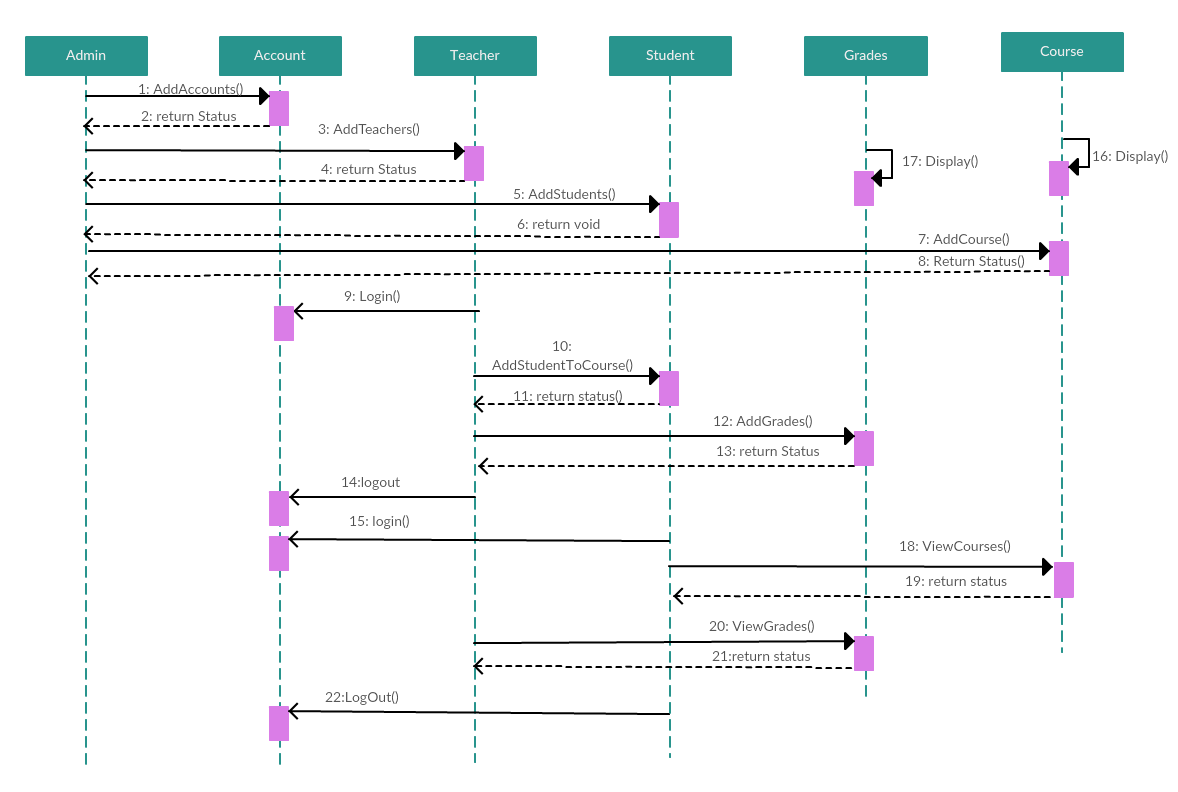 Admin
Account
Teacher
Student
Grades
Course
1: AddAccounts()
2: return Status
3: AddTeachers()
17: Display()
16: Display()
4: return Status
5: AddStudents()
6: return void
7: AddCourse()
8: Return Status()
9: Login()
10:
AddStudentToCourse()
11: return status()
12: AddGrades()
13: return Status
14:logout
15: login()
18: ViewCourses()
19: return status
20: ViewGrades()
21:return status
22:LogOut()